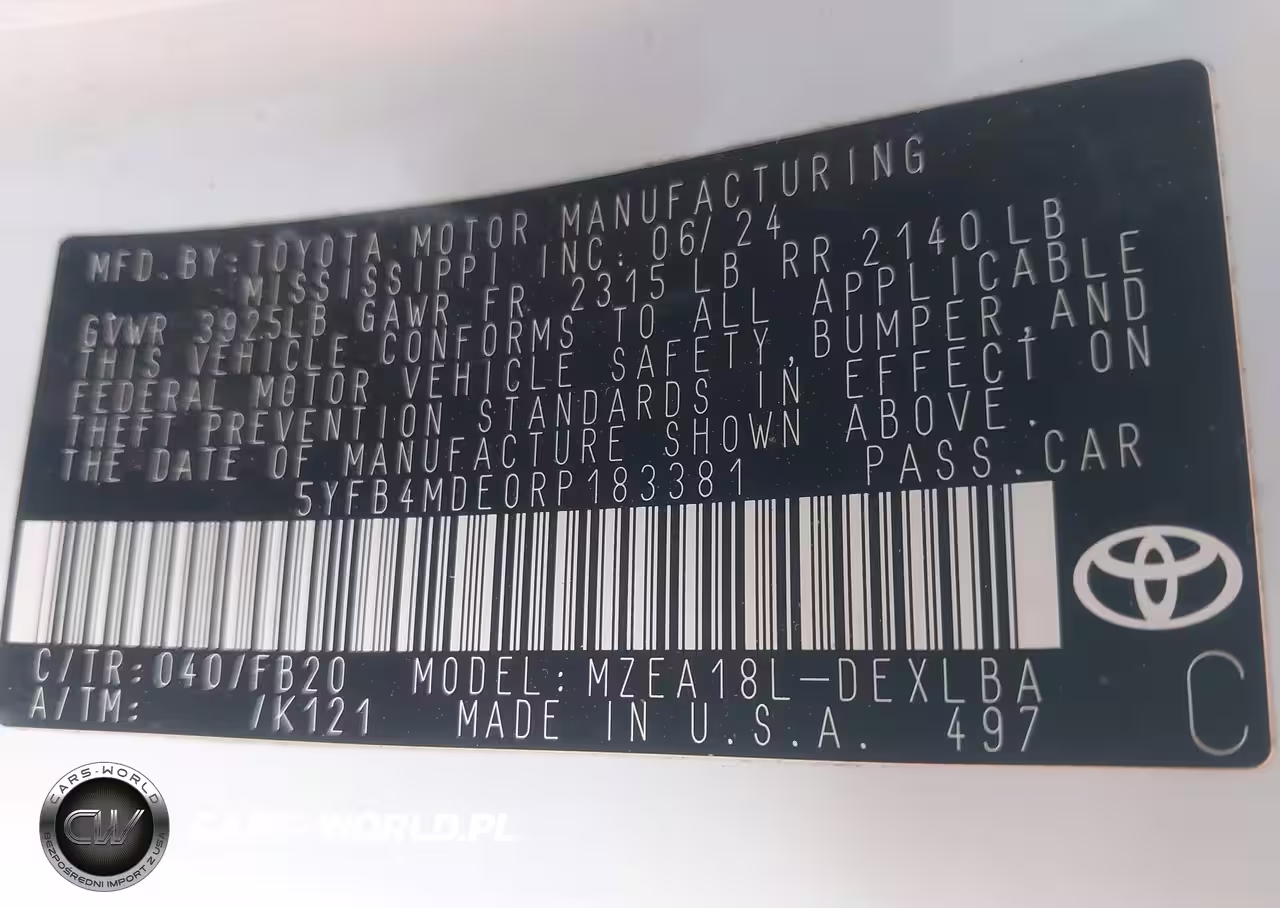 MFD.BY:TOYOTA MOTOR MANUFACTURING
MISSISSIPPI INC. 06/24
GVWR 3925LB GAWR FR 2315 LB RR 2140LB
THIS VEHICLE CONFORMS TO ALL APPLICABLE
FEDERAL MOTOR VEHICLE SAFETY,BUMPER,AND
THEFT PREVENTION STANDARDS IN EFFECT ON
THE DATE OF MANUFACTURE SHOWN ABOVE.
5YFB4MDE0RP183381 PASS.CAR
C/TR:040/FB20 MODEL:MZEA18L-DEXLBA
A/TM: /K121 MADE IN U.S.A. 497
C
CARS-WORLD
CW
BEZPOŚREDNI IMPORT Z USA
CARS-WORLD.PL